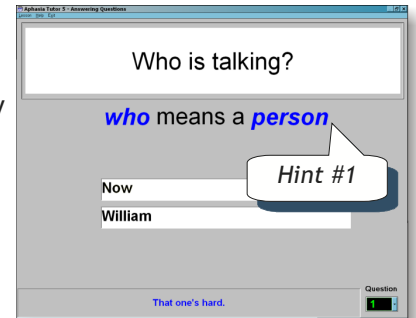 Aphasia Tutor 5 - Answering Questions
Lesson Help Exit
Who is talking?
y
who means a person
Hint #1
Now
William
Question
1
That one's hard.